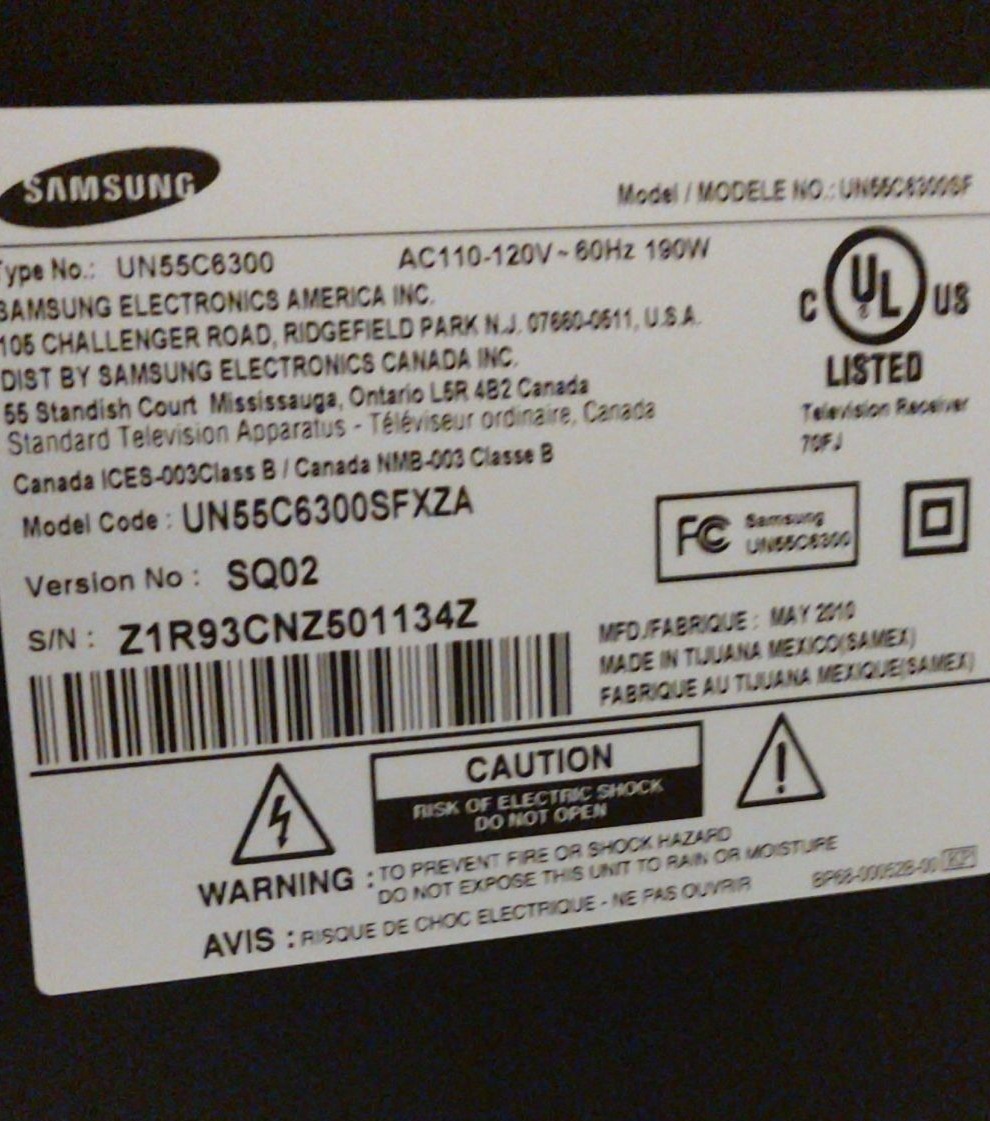 SAMSUNG
Model / MODELE NO.: UN55C6300SF
Type No.: UN55C6300 AC110-120V~60Hz 190W
SAMSUNG ELECTRONICS AMERICA INC.
105 CHALLENGER ROAD, RIDGEFIELD PARK N.J. 07660-0511, U.S.A.
DIST BY SAMSUNG ELECTRONICS CANADA INC.
55 Standish Court Mississauga, Ontario L5R 4B2 Canada
Standard Television Apparatus - Téléviseur ordinaire, Canada
Canada ICES-003Class B / Canada NMB-003 Classe B
C UL US
LISTED
Television Receiver
70FJ
Model Code : UN55C6300SFXZA
Version No : SQ02
S/N : Z1R93CNZ501134Z
FC Samsung
UN55C6300
MFD./FABRIQUE : MAY 2010
MADE IN TIJUANA MEXICO(SAMEX)
FABRIQUE AU TIJUANA MEXIQUE(SAMEX)
CAUTION
RISK OF ELECTRIC SHOCK
DO NOT OPEN
WARNING : TO PREVENT FIRE OR SHOCK HAZARD
DO NOT EXPOSE THIS UNIT TO RAIN OR MOISTURE
AVIS : RISQUE DE CHOC ELECTRIQUE - NE PAS OUVRIR